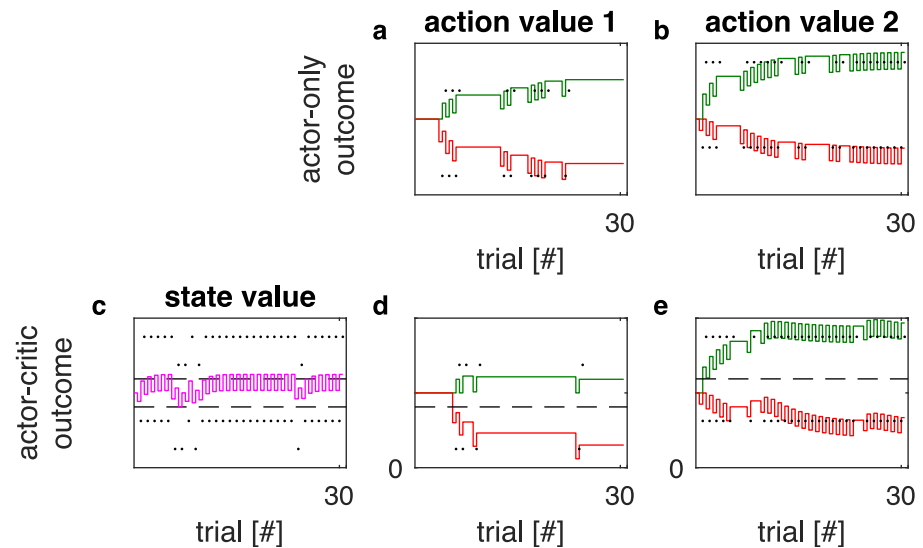 a action value 1
b action value 2
actor-only
outcome
30
30
trial [#]
trial [#]
c state value
d
e
actor-critic
outcome
0
0
30
30
30
trial [#]
trial [#]
trial [#]